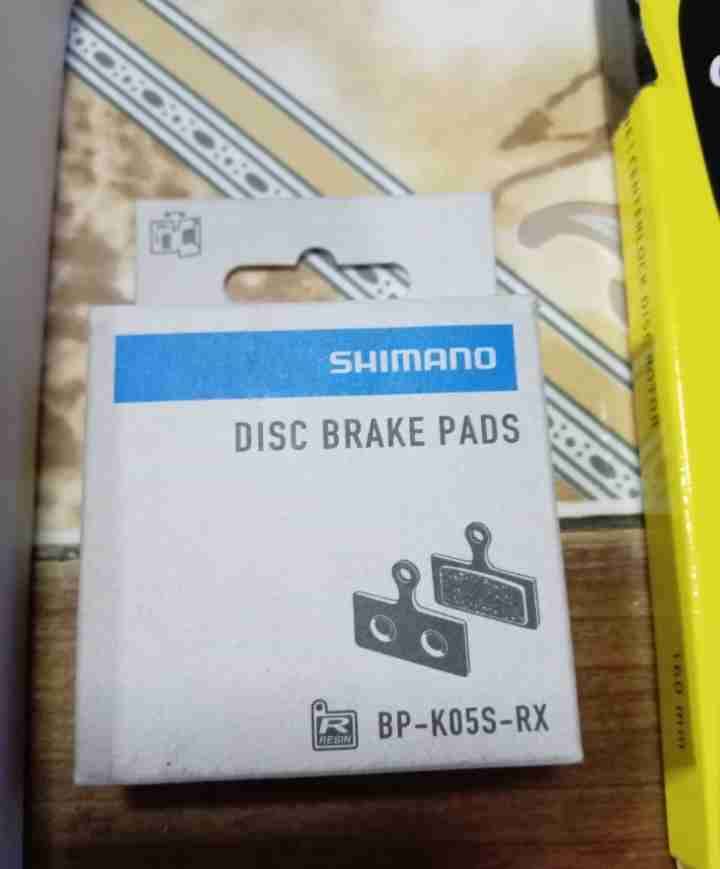 SHIMANO
DISC BRAKE PADS
R
RESIN
BP-K05S-RX